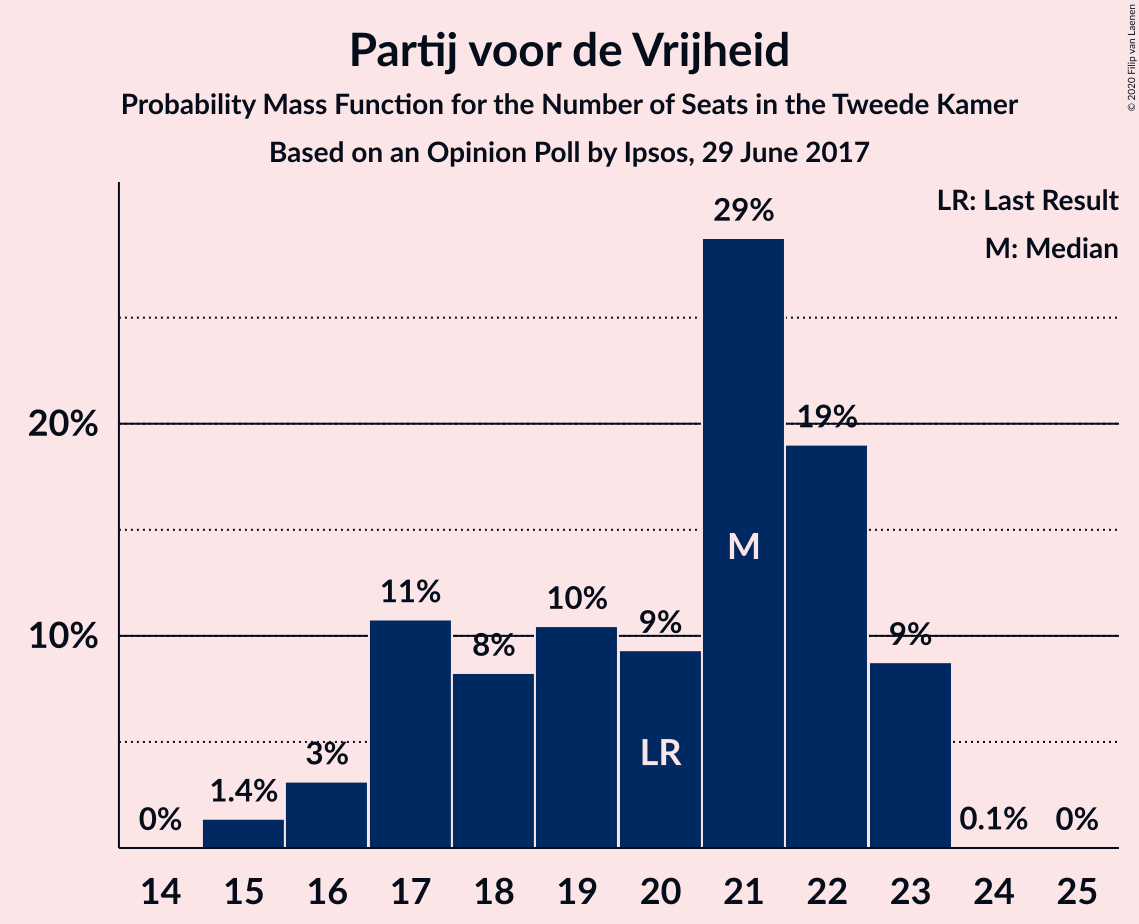 Partij voor de Vrijheid
Probability Mass Function for the Number of Seats in the Tweede Kamer
Based on an Opinion Poll by Ipsos, 29 June 2017
© 2020 Filip van Laenen
LR: Last Result
M: Median
29%
20%
19%
M
11%
10%
9%
10%
8%
9%
LR
3%
1.4%
0%
0.1%
0%
14 15 16 17 18 19 20 21 22 23 24 25